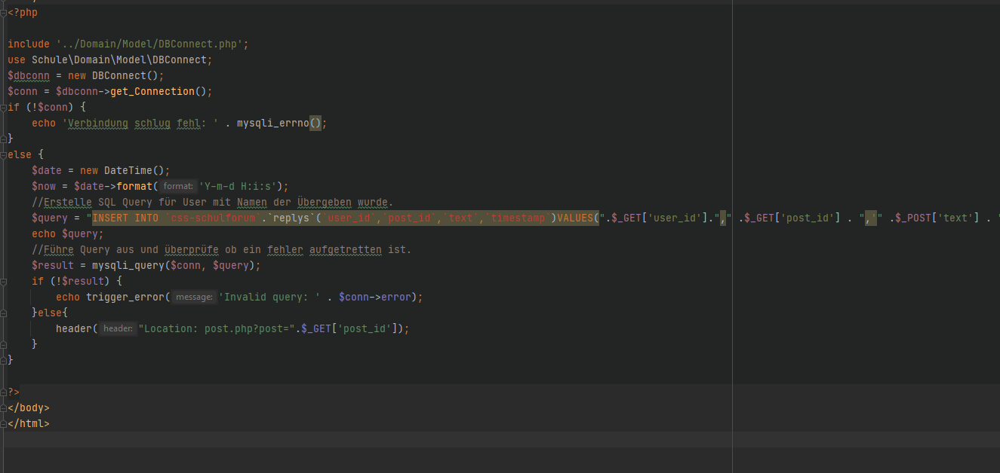 <?php
include '../Domain/Model/DBConnect.php';
use Schule\Domain\Model\DBConnect;
$dbconn = new DBConnect();
$conn = $dbconn->get_Connection();
if (!$conn) {
echo 'Verbindung schlug fehl: ' . mysqli_errno();
}
else {
$date = new DateTime();
$now = $date->format( format: 'Y-m-d H:i:s');
//Erstelle SQL Query für User mit Namen der Übergeben wurde.
$query = "INSERT INTO `css-schulforum`.`replys`(`user_id`,`post_id`,`text`,`timestamp`)VALUES(".$_GET['user_id']."," .$_GET['post_id'] . ",'" .$_POST['text'] . "
echo $query;
//Führe Query aus und überprüfe ob ein fehler aufgetretten ist.
$result = mysqli_query($conn, $query);
if (!$result) {
echo trigger_error( message: 'Invalid query: ' . $conn->error);
}else{
header( header: "Location: post.php?post=".$_GET['post_id']);
}
}
?>
</body>
</html>